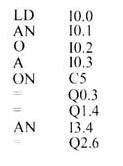 LD I0.0
AN I0.1
O I0.2
A I0.3
ON C5
= Q0.3
= Q1.4
AN I3.4
= Q2.6